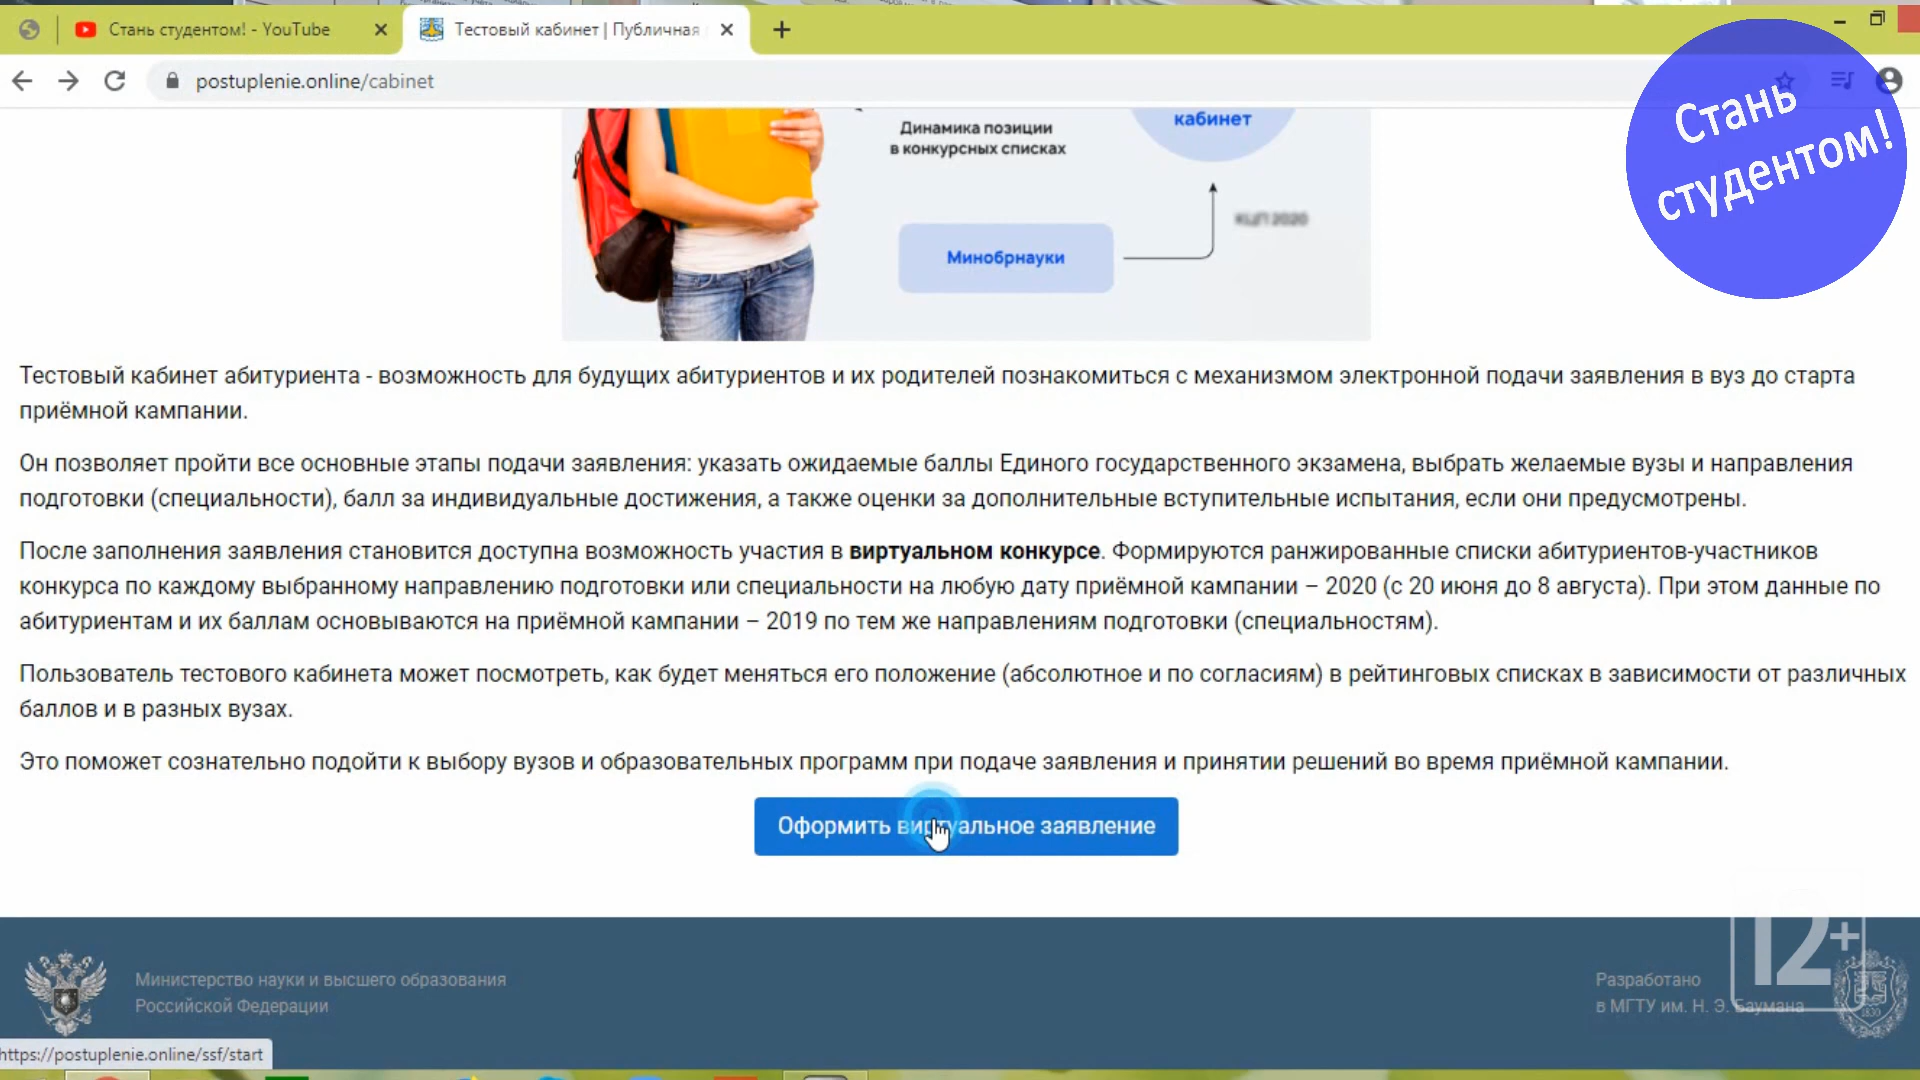 Стань студентом! - YouTube
Тестовый кабинет | Публичная
postuplenie.online/cabinet
Стань
студентом!
Динамика позиции
в конкурсных списках
кабинет
КЦП 2020
Минобрнауки
Тестовый кабинет абитуриента - возможность для будущих абитуриентов и их родителей познакомиться с механизмом электронной подачи заявления в вуз до старта
приёмной кампании.
Он позволяет пройти все основные этапы подачи заявления: указать ожидаемые баллы Единого государственного экзамена, выбрать желаемые вузы и направления
подготовки (специальности), балл за индивидуальные достижения, а также оценки за дополнительные вступительные испытания, если они предусмотрены.
После заполнения заявления становится доступна возможность участия в виртуальном конкурсе. Формируются ранжированные списки абитуриентов-участников
конкурса по каждому выбранному направлению подготовки или специальности на любую дату приёмной кампании – 2020 (с 20 июня до 8 августа). При этом данные по
абитуриентам и их баллам основываются на приёмной кампании – 2019 по тем же направлениям подготовки (специальностям).
Пользователь тестового кабинета может посмотреть, как будет меняться его положение (абсолютное и по согласиям) в рейтинговых списках в зависимости от различных
баллов и в разных вузах.
Это поможет сознательно подойти к выбору вузов и образовательных программ при подаче заявления и принятии решений во время приёмной кампании.
Оформить виртуальное заявление
12+
Министерство науки и высшего образования
Российской Федерации
Разработано
в МГТУ им. Н. Э. Баумана
1830
https://postuplenie.online/ssf/start